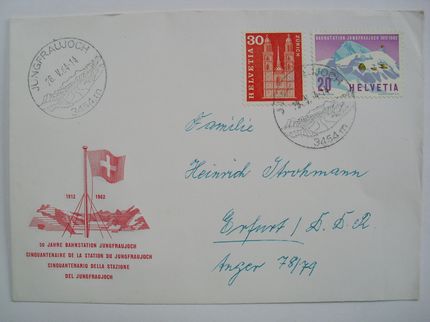 JUNGFRAUJOCH
3454 m
30
HELVETIA
ZÜRICH
BAHNSTATION JUNGFRAUJOCH 1912-1962
20 HELVETIA
3454 m
Familie
Heinrich Strohmann
Erfurt / D. D. R
Anger 78/79
1912 1962
50 JAHRE BAHNSTATION JUNGFRAUJOCH
CINQUANTENAIRE DE LA STATION DU JUNGFRAUJOCH
CINQUANTENARIO DELLA STAZIONE
DEL JUNGFRAUJOCH